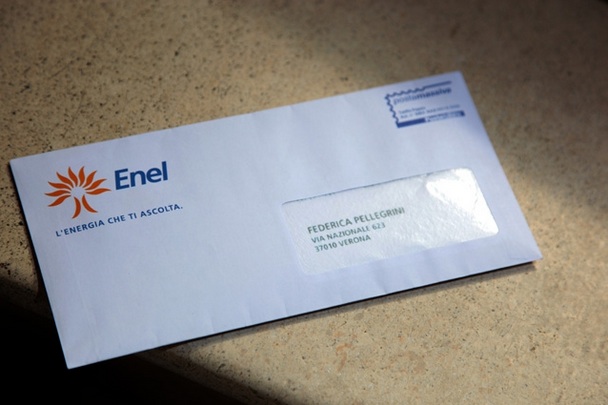 Enel
L'ENERGIA CHE TI ASCOLTA.
postamassiva
FEDERICA PELLEGRINI
VIA NAZIONALE 623
37010 VERONA